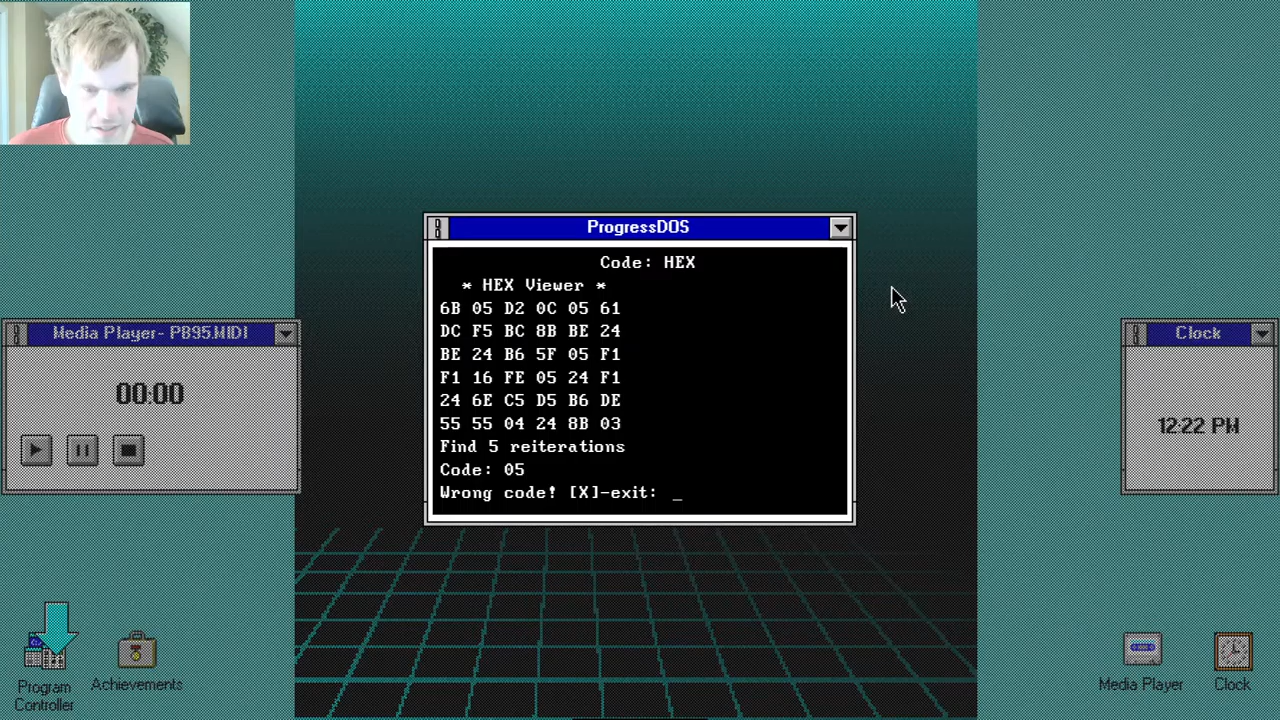 ProgressDOS
Code: HEX
* HEX Viewer *
6B 05 D2 0C 05 61
DC F5 BC 8B BE 24
BE 24 B6 5F 05 F1
F1 16 FE 05 24 F1
24 6E C5 D5 B6 DE
55 55 04 24 8B 03
Find 5 reiterations
Code: 05
Wrong code! [X]-exit: _
Media Player- PB95.MIDI
00:00
Clock
12:22 PM
Program
Controller
Achievements
Media Player
Clock